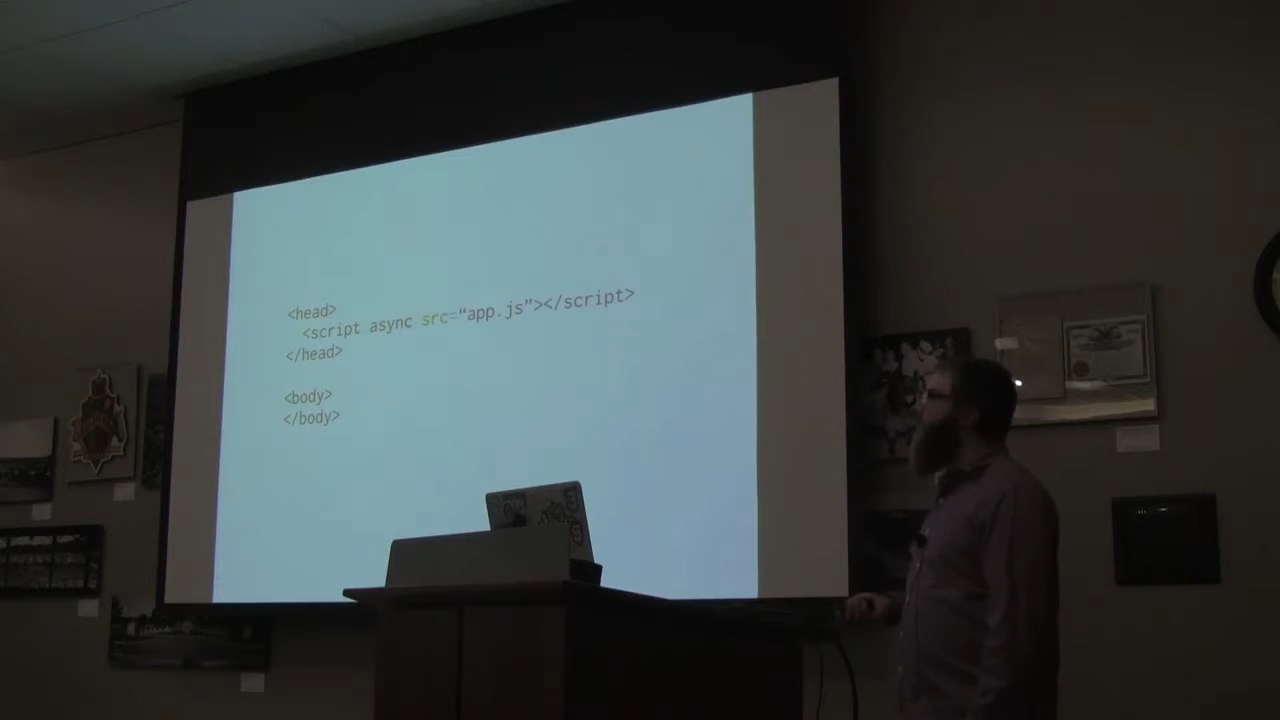 <head>
<script async src=“app.js”></script>
</head>
<body>
</body>